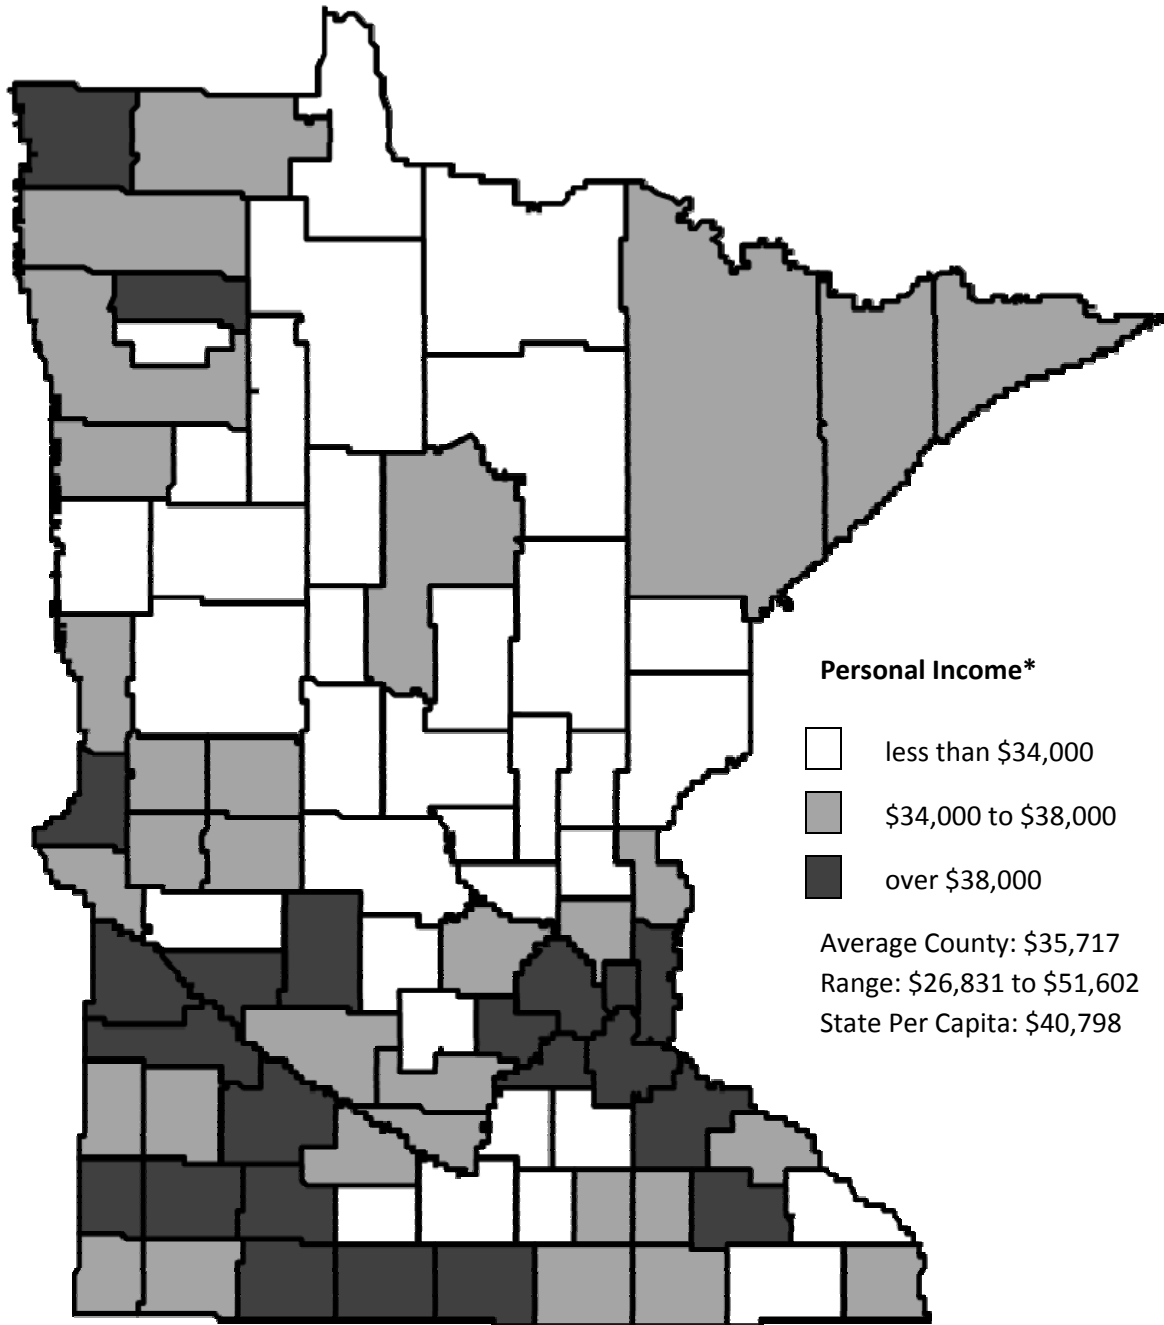 Personal Income*
less than $34,000
$34,000 to $38,000
over $38,000
Average County: $35,717
Range: $26,831 to $51,602
State Per Capita: $40,798